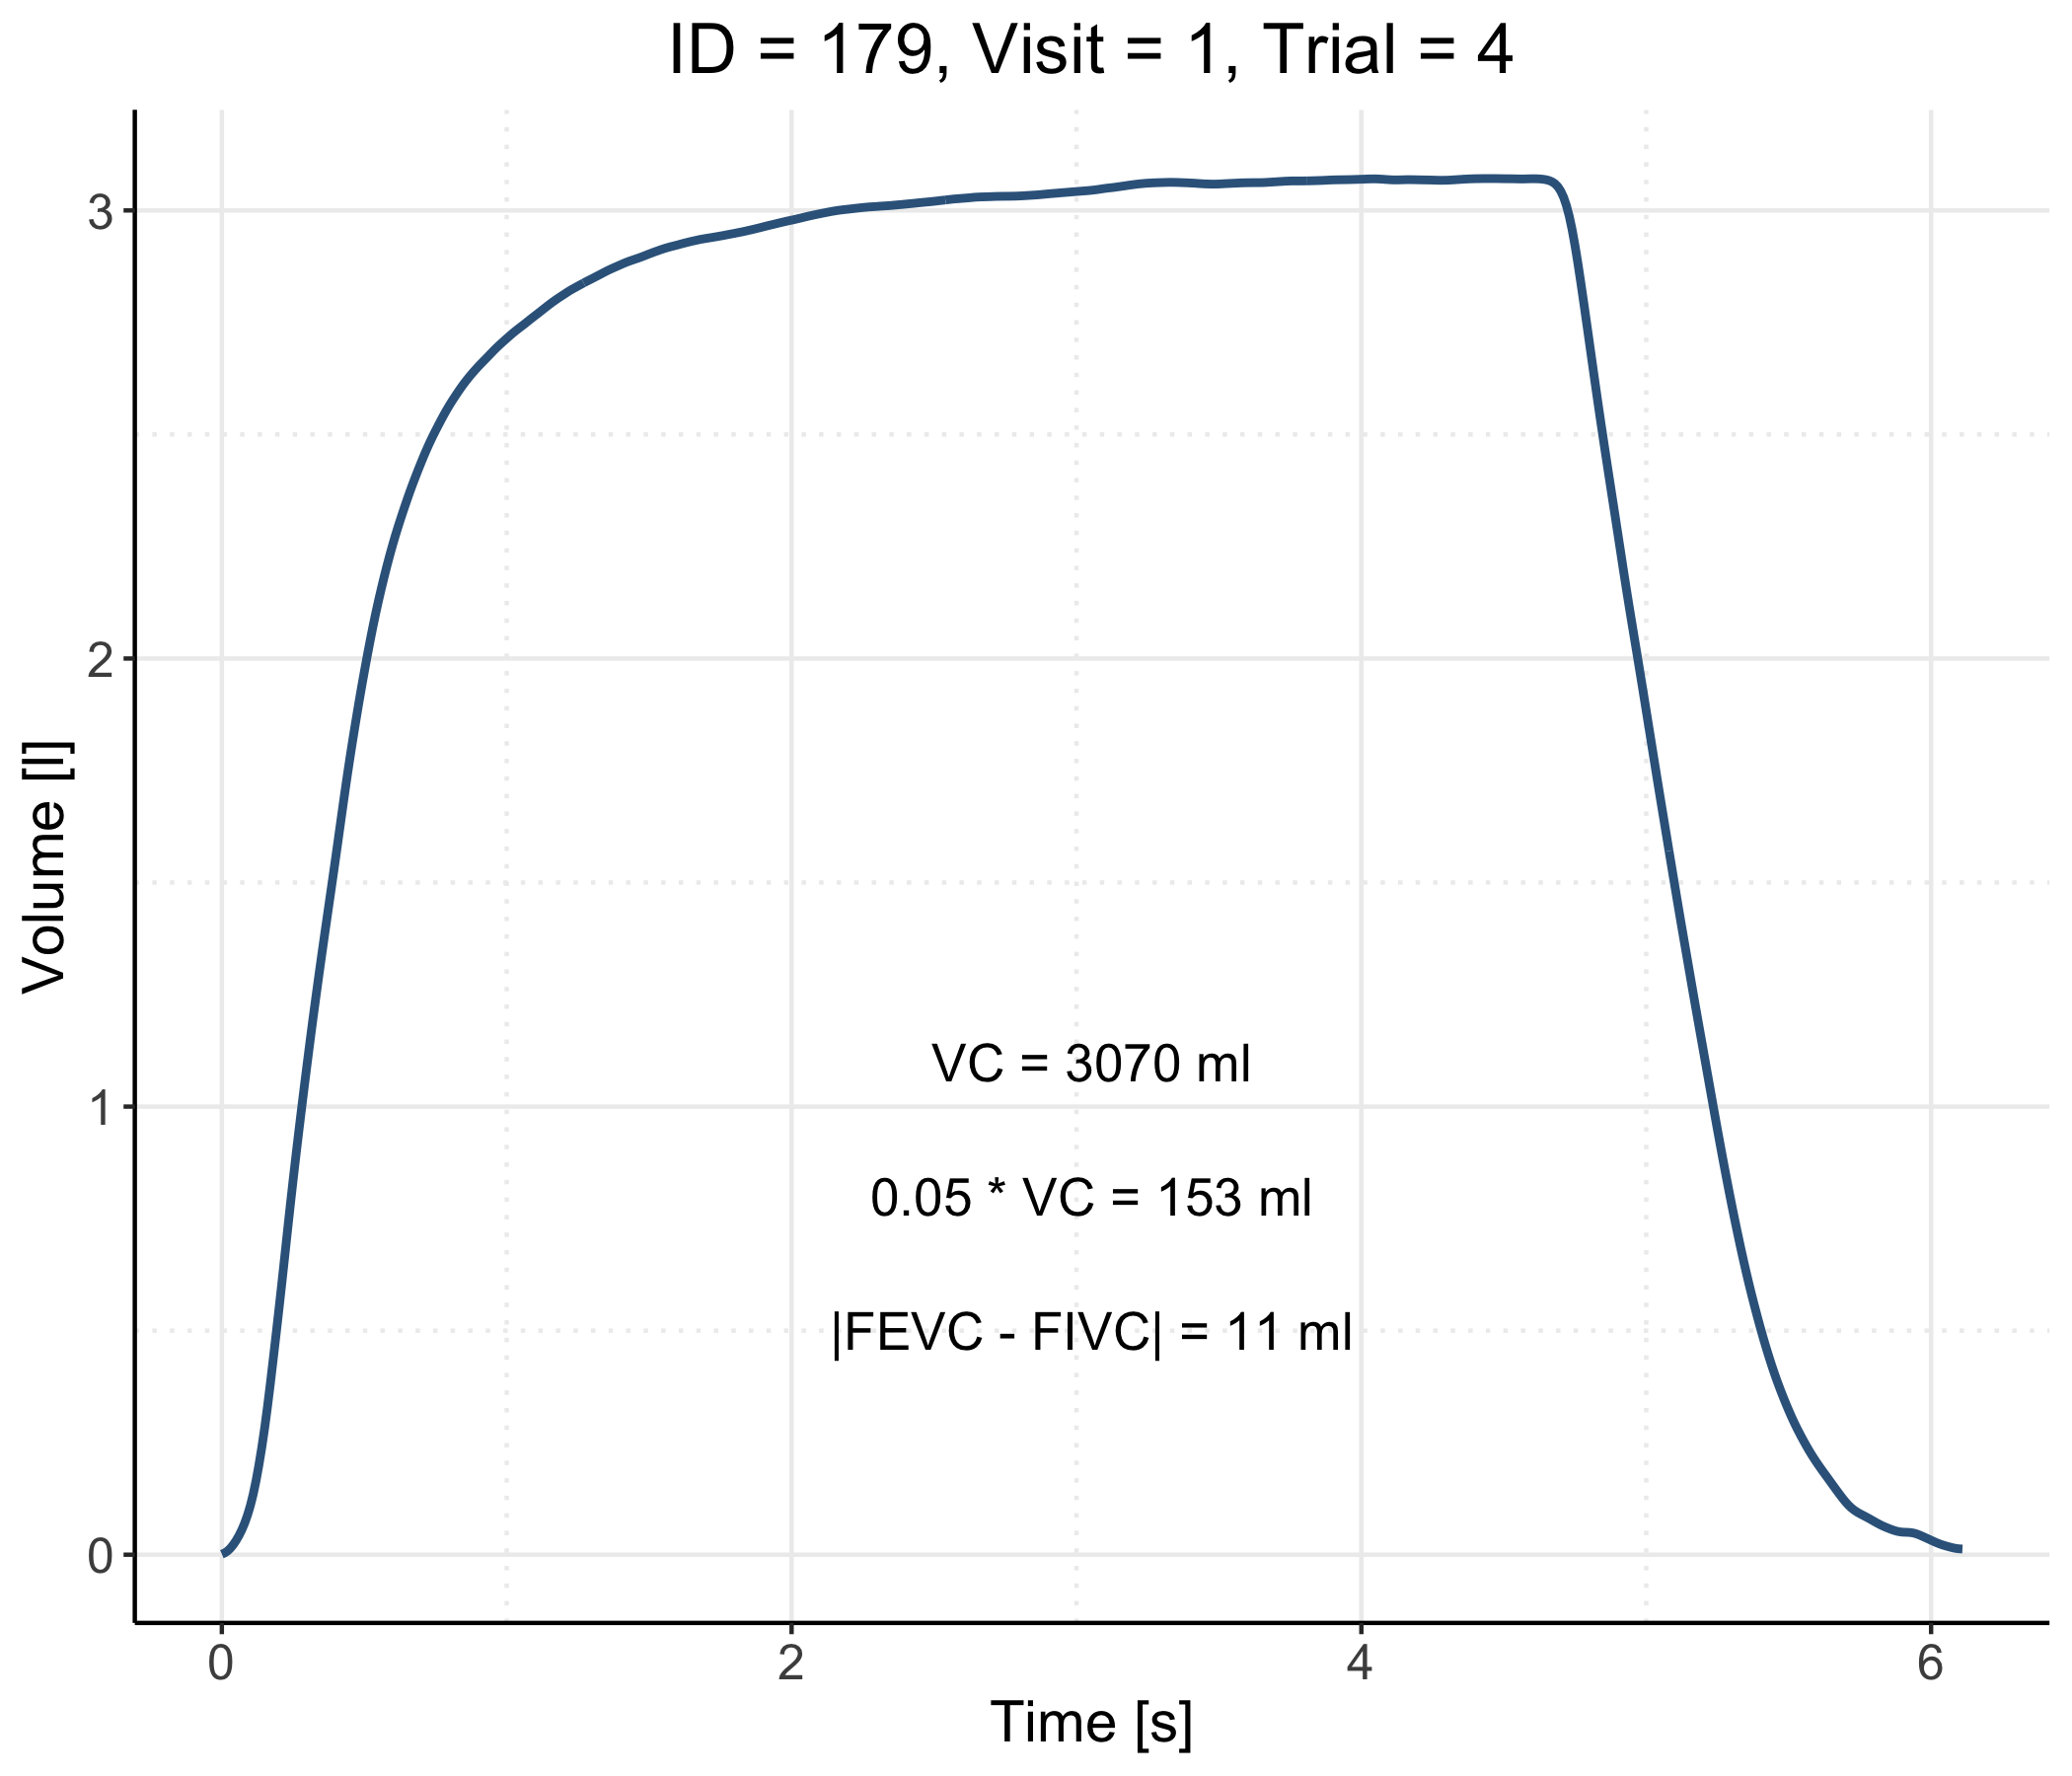 ID = 179, Visit = 1, Trial = 4
3
2
1
0
Volume [l]
VC = 3070 ml
0.05 * VC = 153 ml
|FEVC - FIVC| = 11 ml
0 2 4 6
Time [s]